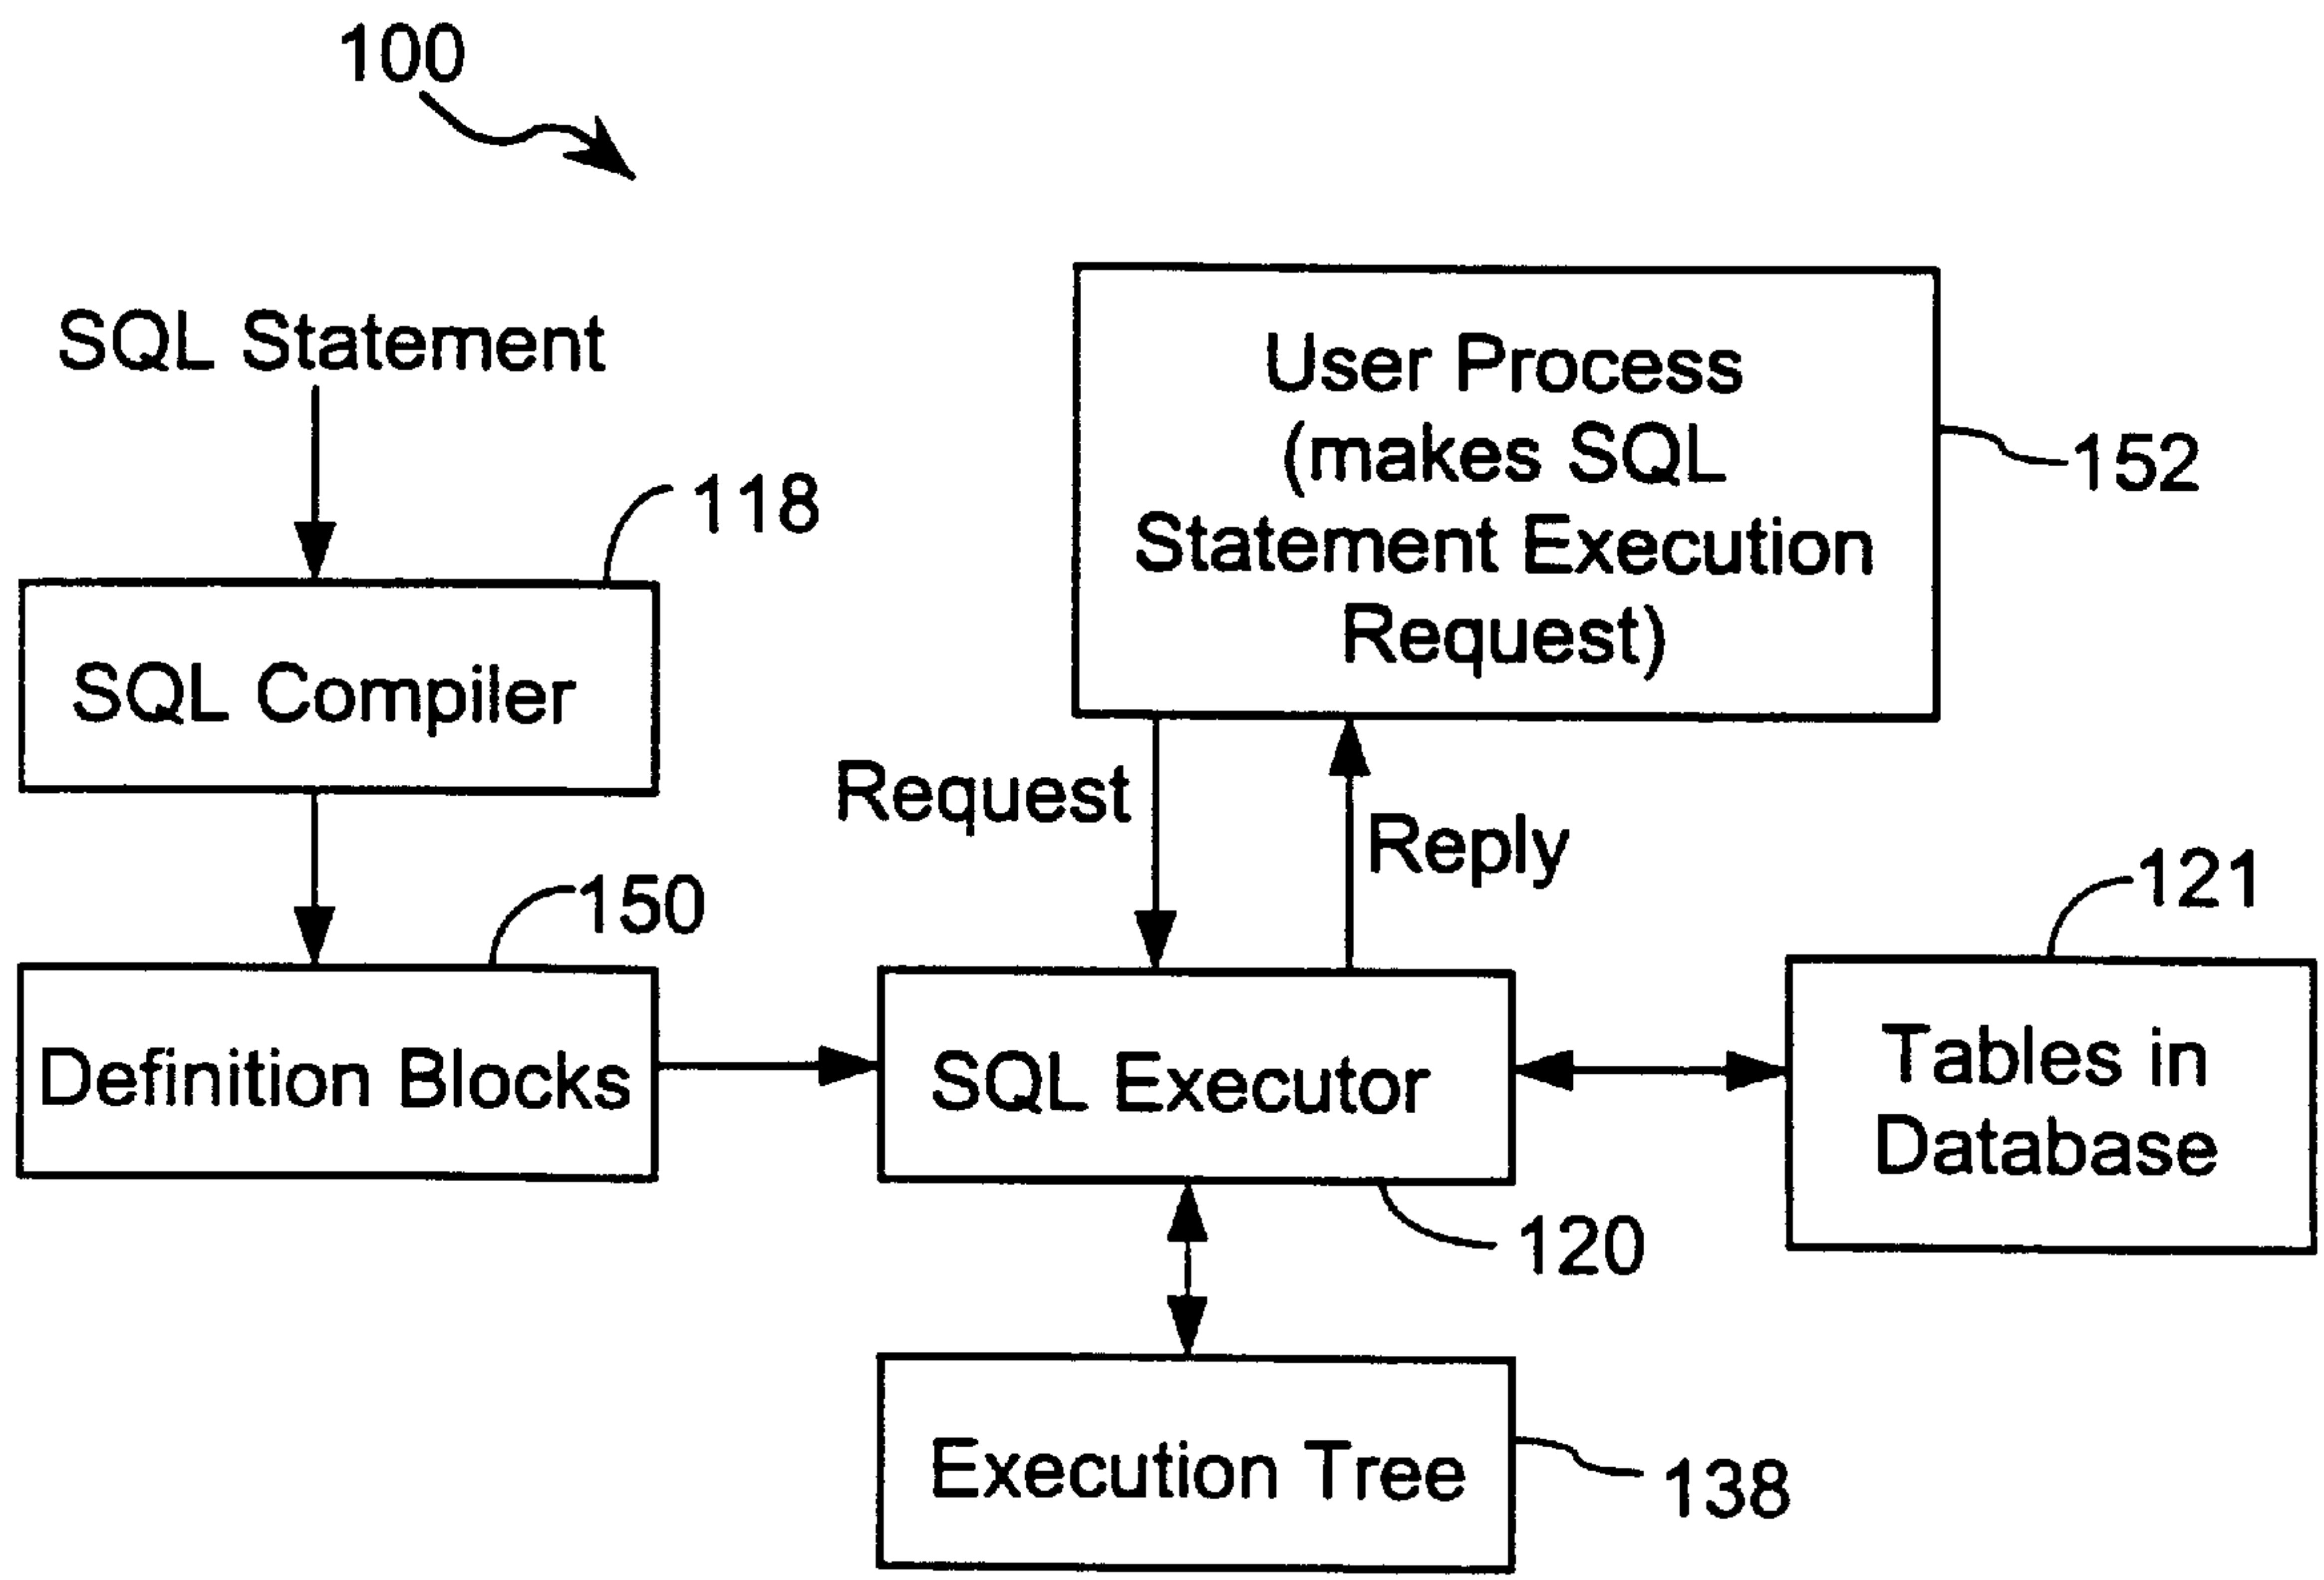 100
SQL Statement
118
SQL Compiler
User Process
(makes SQL
Statement Execution
Request)
152
Request
Reply
150
Definition Blocks
SQL Executor
120
121
Tables in
Database
Execution Tree
138